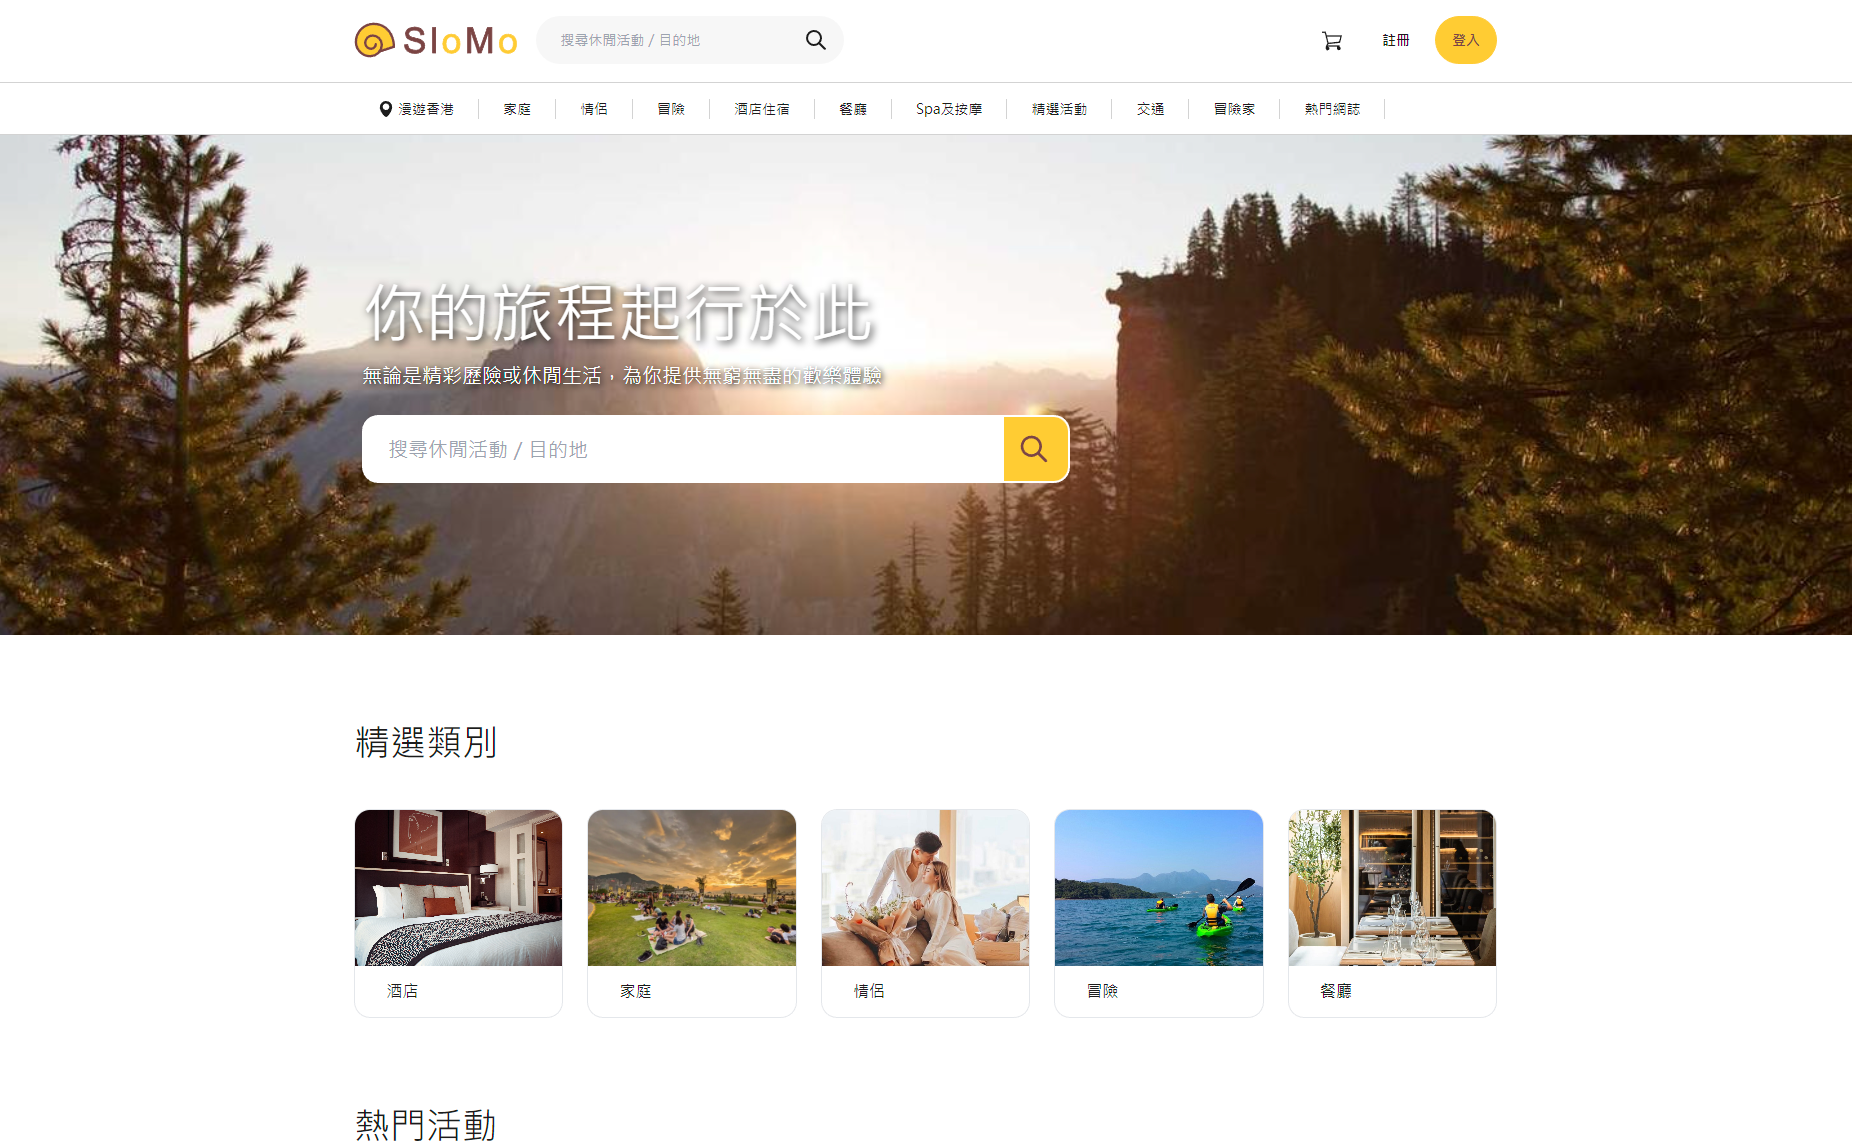 SloMo
搜尋休閒活動 / 目的地
註冊
登入
漫遊香港
家庭
情侶
冒險
酒店住宿
餐廳
Spa及按摩
精選活動
交通
冒險家
熱門網誌
你的旅程起行於此
無論是精彩歷險或休閒生活，為你提供無窮無盡的歡樂體驗
搜尋休閒活動 / 目的地
精選類別
酒店
家庭
情侶
冒險
餐廳
熱門活動